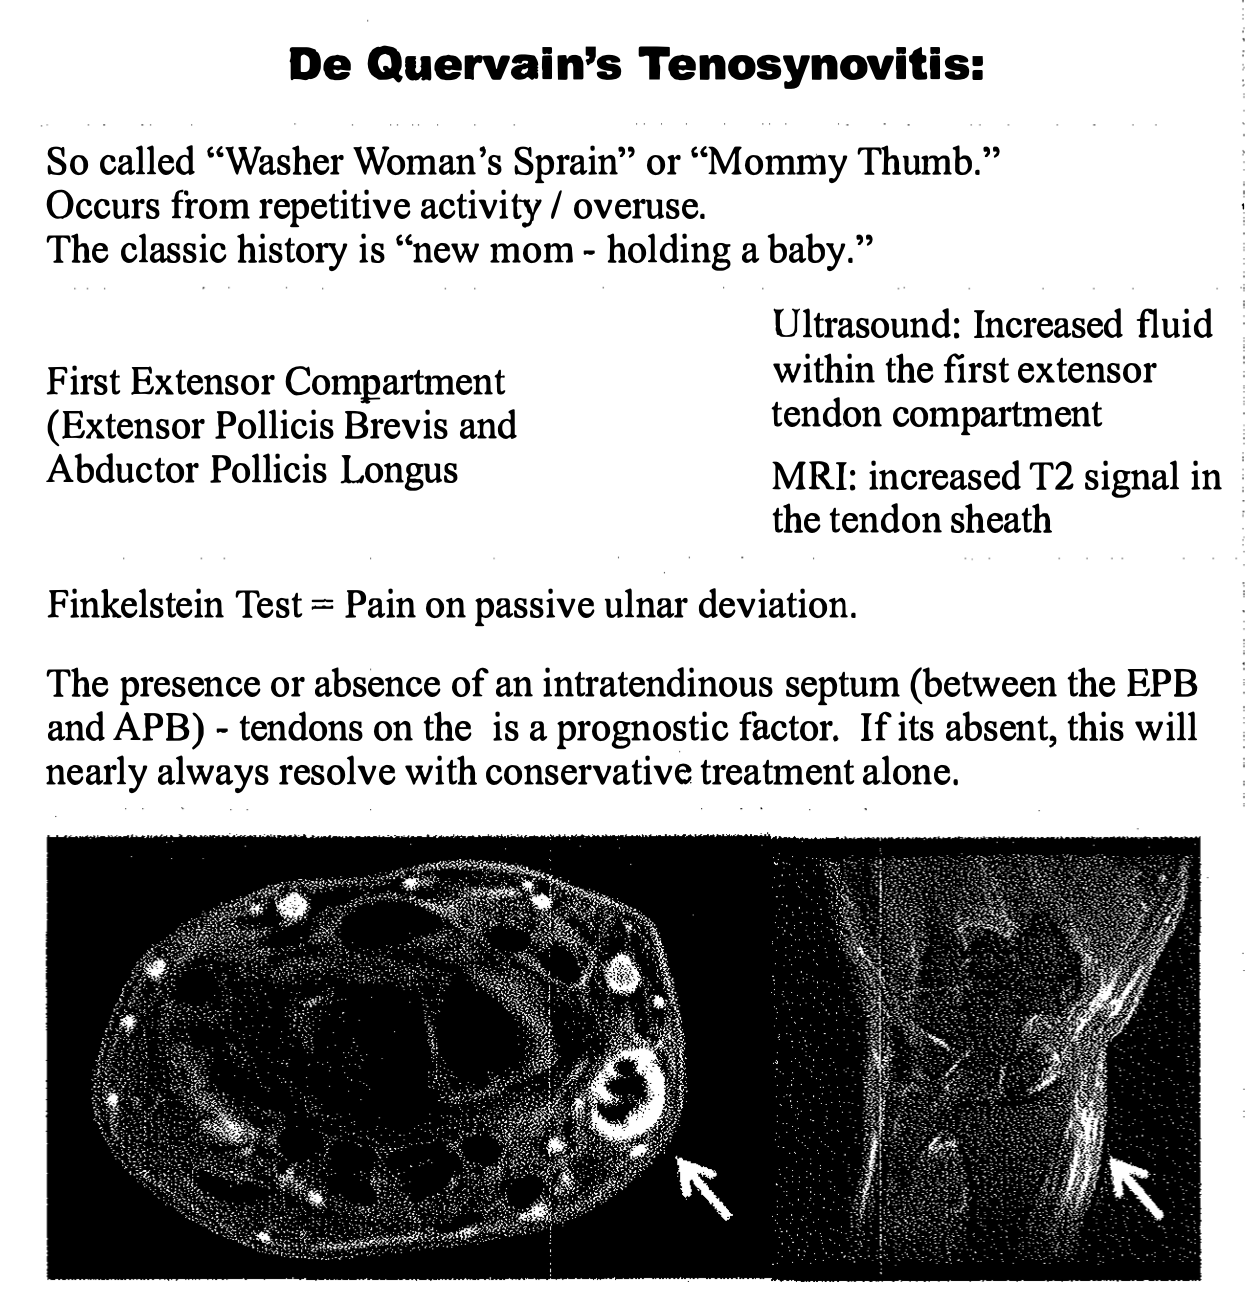 De Quervain's Tenosynovitis:
So called “Washer Woman's Sprain” or “Mommy Thumb.”
Occurs from repetitive activity / overuse.
The classic history is “new mom - holding a baby.”
First Extensor Compartment
(Extensor Pollicis Brevis and
Abductor Pollicis Longus
Ultrasound: Increased fluid
within the first extensor
tendon compartment
MRI: increased T2 signal in
the tendon sheath
Finkelstein Test = Pain on passive ulnar deviation.
The presence or absence of an intratendinous septum (between the EPB
and APB) - tendons on the  is a prognostic factor.  If its absent, this will
nearly always resolve with conservative treatment alone.